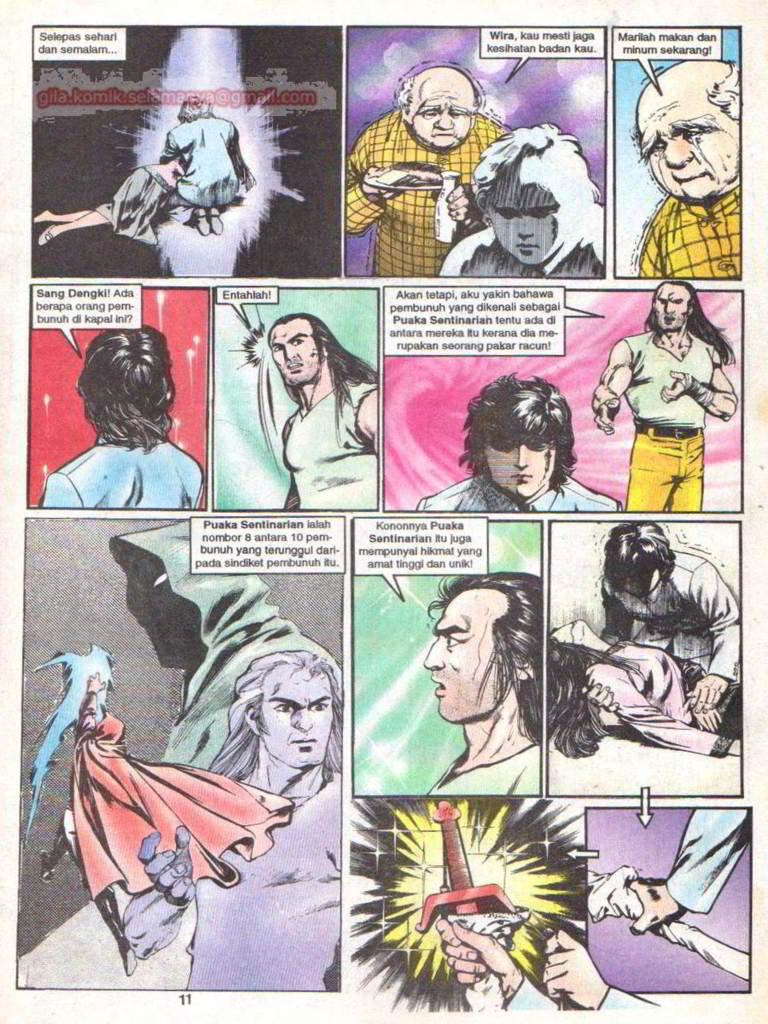 Selepas sehari
dan semalam...
gila.komik.selamanya@gmail.com
Wira, kau mesti jaga
kesihatan badan kau.
Marilah makan dan
minum sekarang!
Sang Dengki! Ada
berapa orang pem-
bunuh di kapal ini?
Entahlah!
Akan tetapi, aku yakin bahawa
pembunuh yang dikenali sebagai
Puaka Sentinarian tentu ada di
antara mereka itu kerana dia me-
rupakan seorang pakar racun!
Puaka Sentinarian ialah
nombor 8 antara 10 pem-
bunuh yang terunggul dari-
pada sindiket pembunuh itu.
Kononnya Puaka
Sentinarian itu juga
mempunyai hikmat yang
amat tinggi dan unik!
11